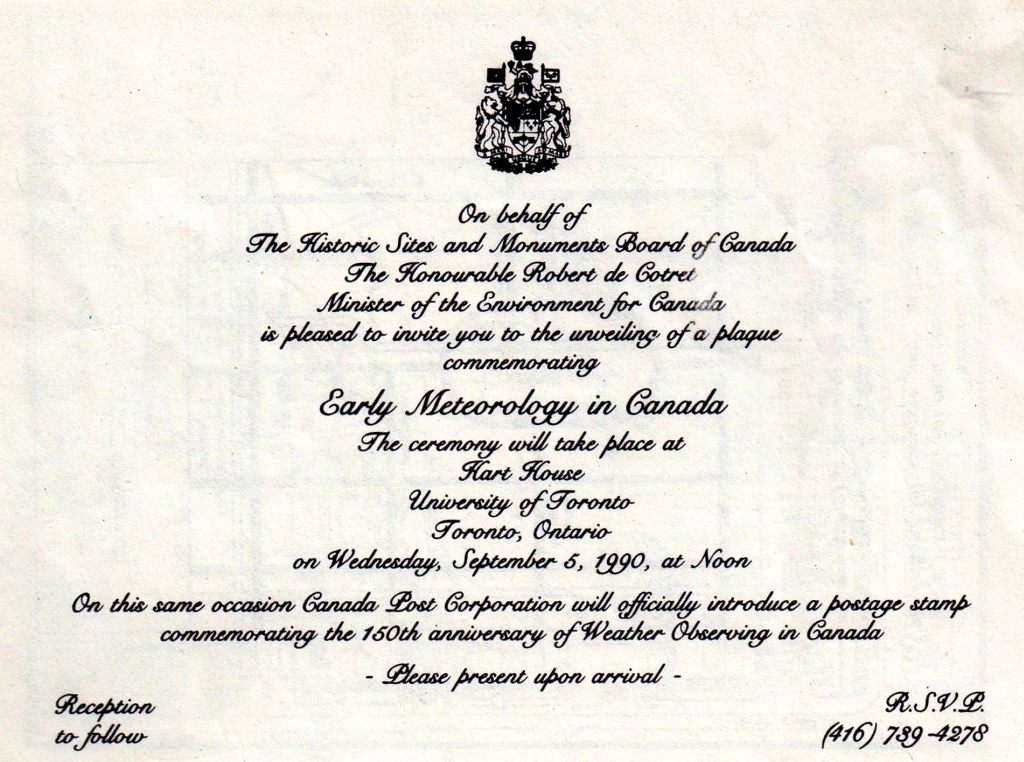 On behalf of
The Historic Sites and Monuments Board of Canada
The Honourable Robert de Cotret
Minister of the Environment for Canada
is pleased to invite you to the unveiling of a plaque
commemorating
Early Meteorology in Canada
The ceremony will take place at
Hart House
University of Toronto
Toronto, Ontario
on Wednesday, September 5, 1990, at Noon
On this same occasion Canada Post Corporation will officially introduce a postage stamp
commemorating the 150th anniversary of Weather Observing in Canada
- Please present upon arrival -
Reception
to follow
R.S.V.P.
(416) 739-4278